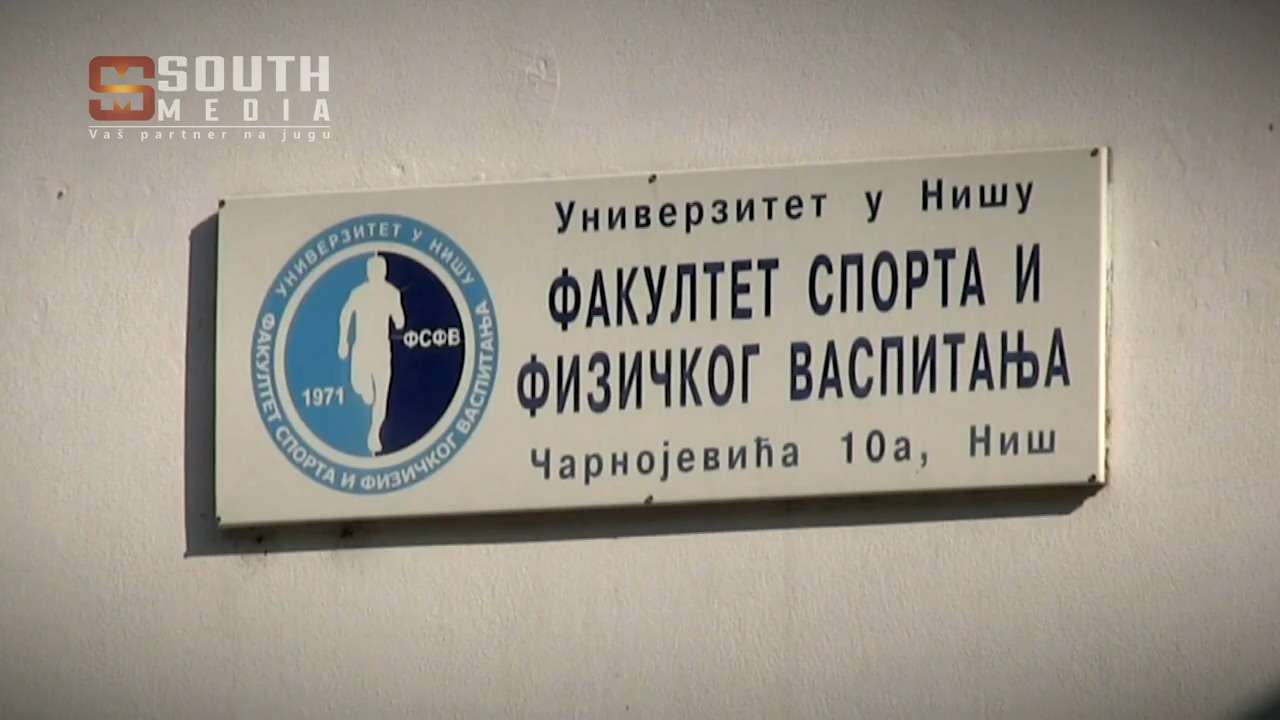 SOUTH
MEDIA
Vaš partner na jugu
Универзитет у Нишу
ФАКУЛТЕТ СПОРТА И
ФИЗИЧКОГ ВАСПИТАЊА
Чарнојевића 10а, Ниш
УНИВЕРЗИТЕТ У НИШУ
ФАКУЛТЕТ СПОРТА И ФИЗИЧКОГ ВАСПИТАЊА
ФСФВ
1971